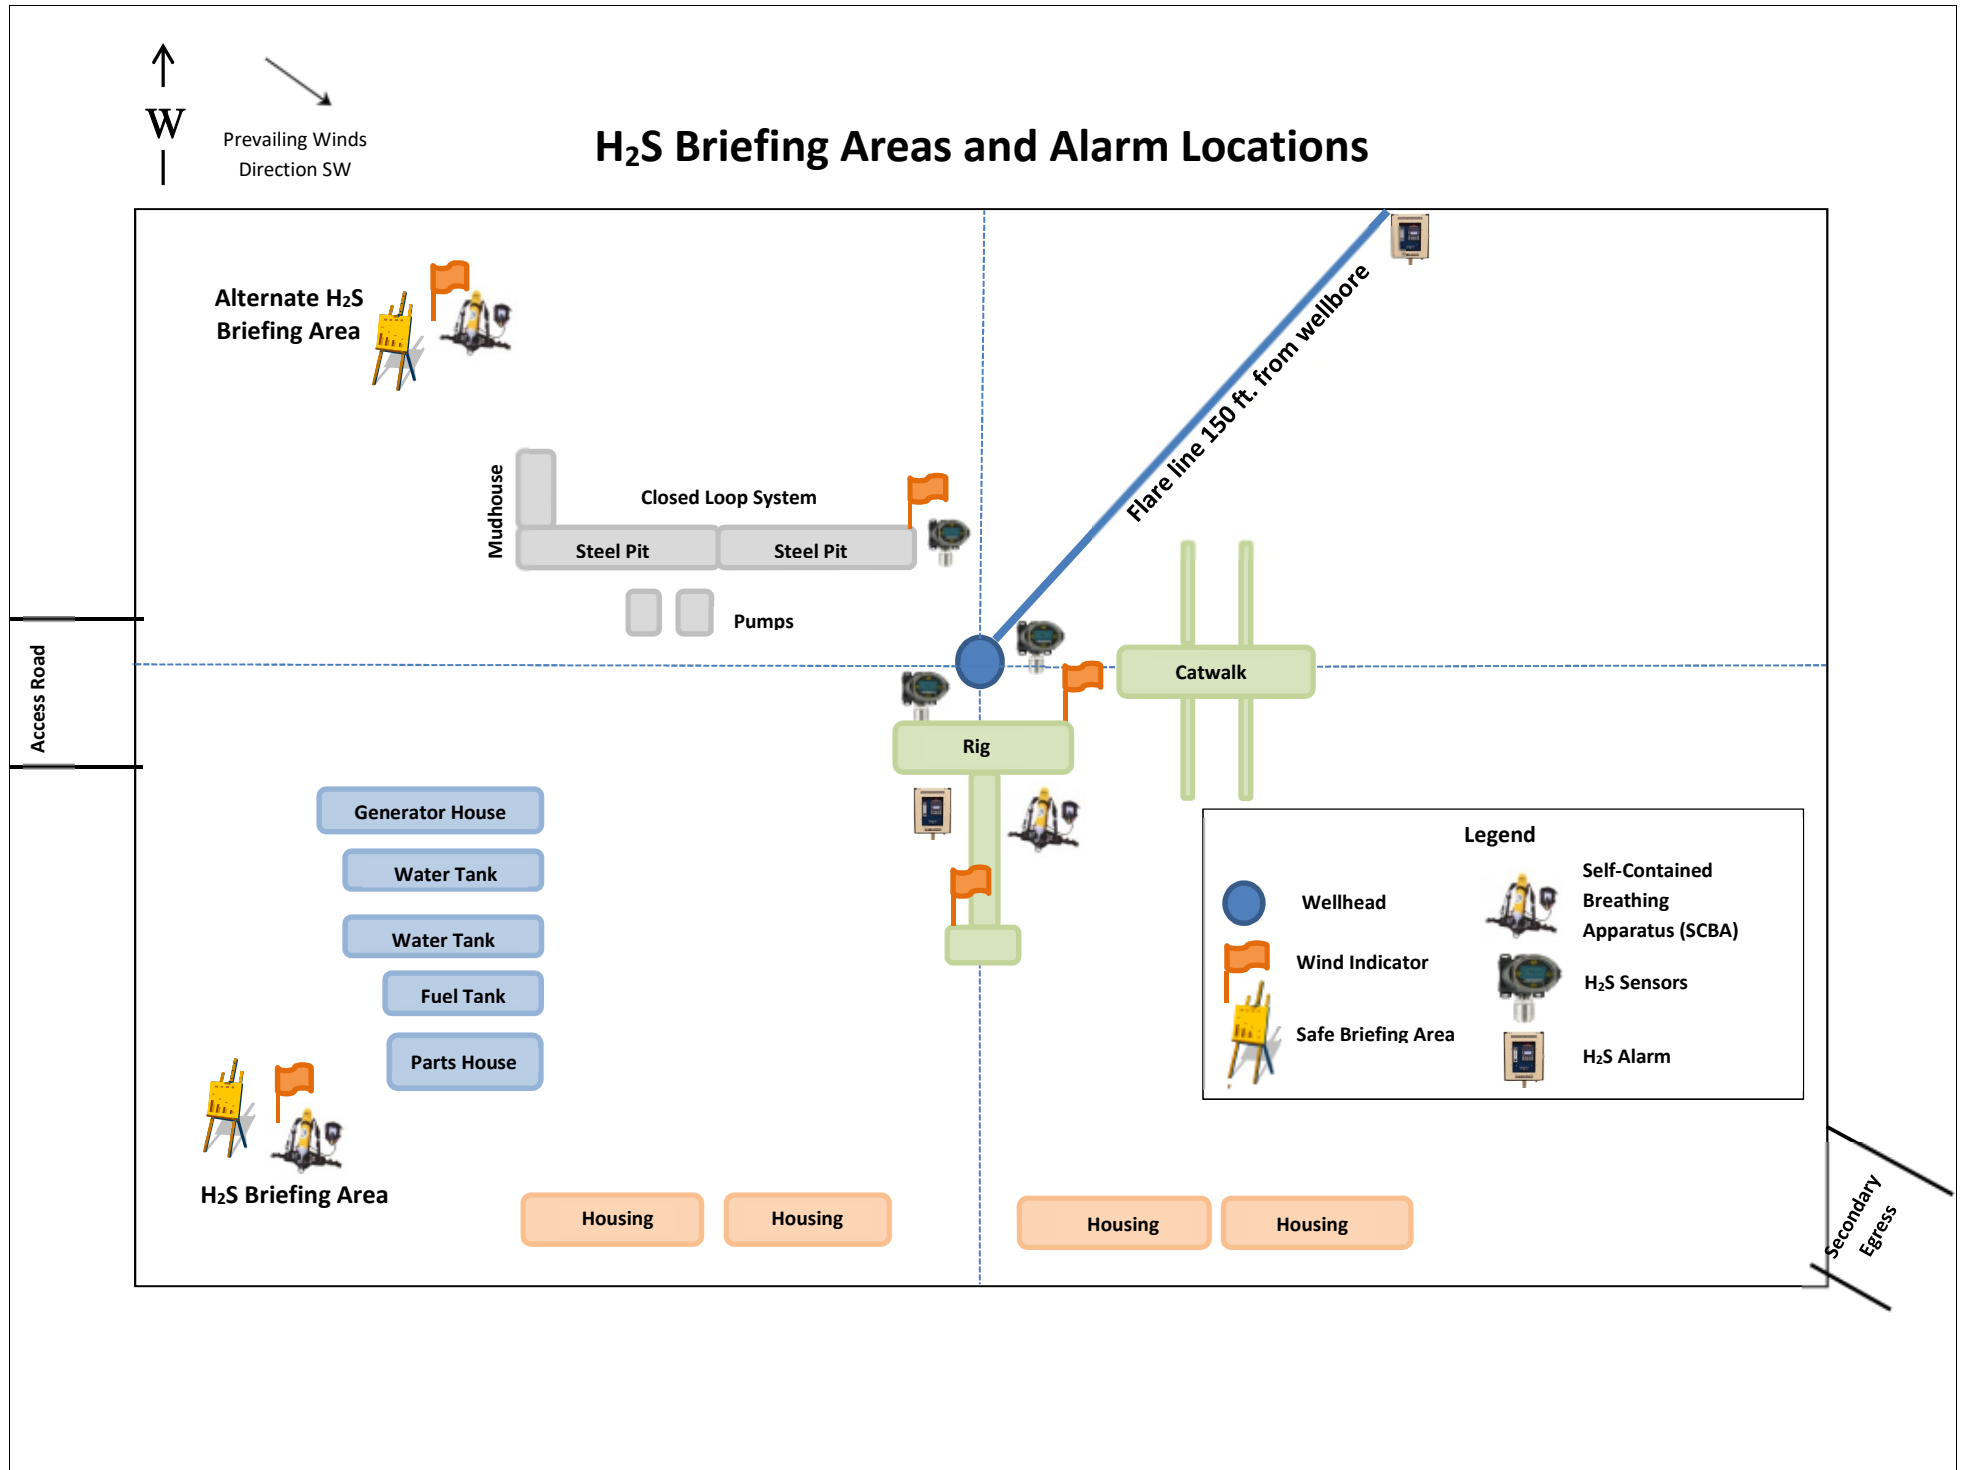 W
Prevailing Winds
Direction SW
H₂S Briefing Areas and Alarm Locations
Alternate H₂S
Briefing Area
Flare line 150 ft. from wellbore
Mudhouse
Closed Loop System
Steel Pit
Steel Pit
Pumps
Access Road
Catwalk
Rig
Generator House
Water Tank
Water Tank
Fuel Tank
Parts House
H₂S Briefing Area
Housing
Housing
Housing
Housing
Legend
Wellhead
Wind Indicator
Safe Briefing Area
Self-Contained
Breathing
Apparatus (SCBA)
H₂S Sensors
H₂S Alarm
Secondary
Egress